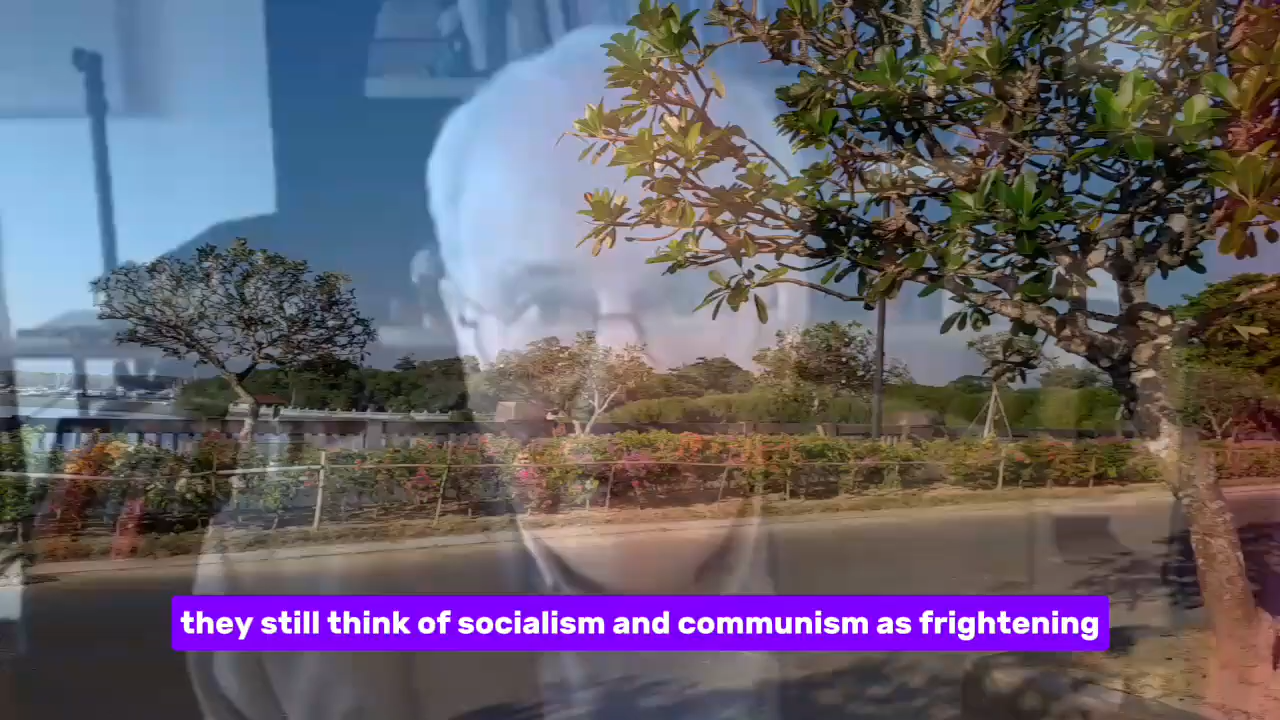 they still think of socialism and communism as frightening